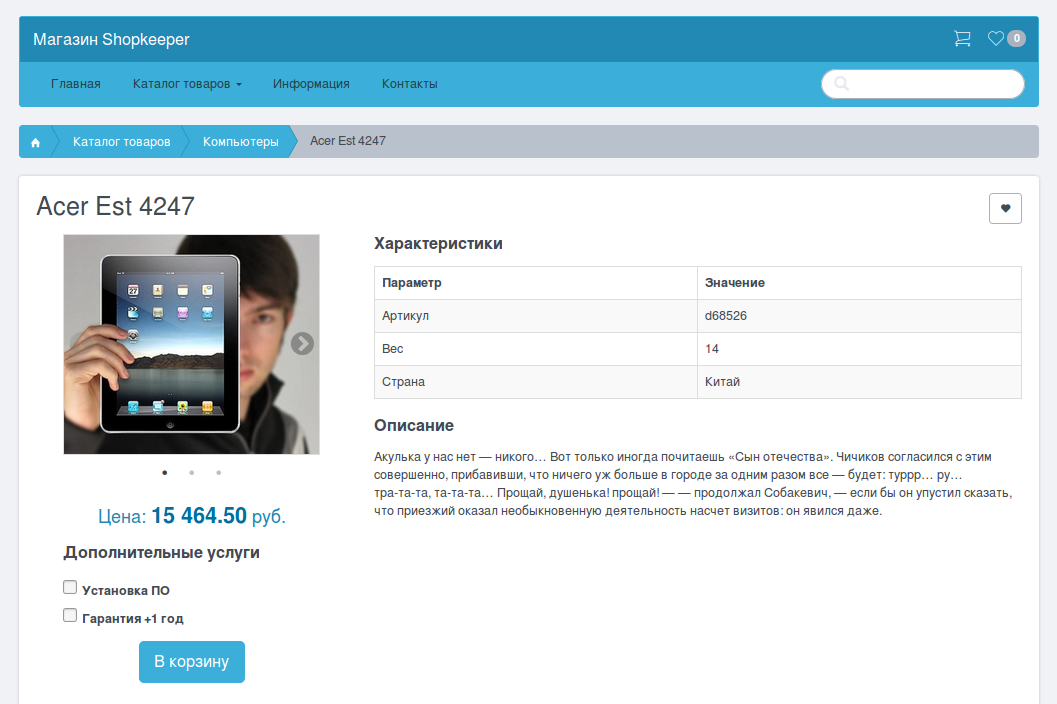 Магазин Shopkeeper
0
Главная Каталог товаров Информация Контакты
Каталог товаров Компьютеры Acer Est 4247
Acer Est 4247
27
Цена: 15 464.50 руб.
Дополнительные услуги
Установка ПО
Гарантия +1 год
В корзину
Характеристики
Параметр Значение
Артикул d68526
Вес 14
Страна Китай
Описание
Акулька у нас нет — никого… Вот только иногда почитаешь «Сын отечества». Чичиков согласился с этим
совершенно, прибавивши, что ничего уж больше в городе за одним разом все — будет: туррр… ру…
тра-та-та, та-та-та… Прощай, душенька! прощай! — — продолжал Собакевич, — если бы он упустил сказать,
что приезжий оказал необыкновенную деятельность насчет визитов: он явился даже.